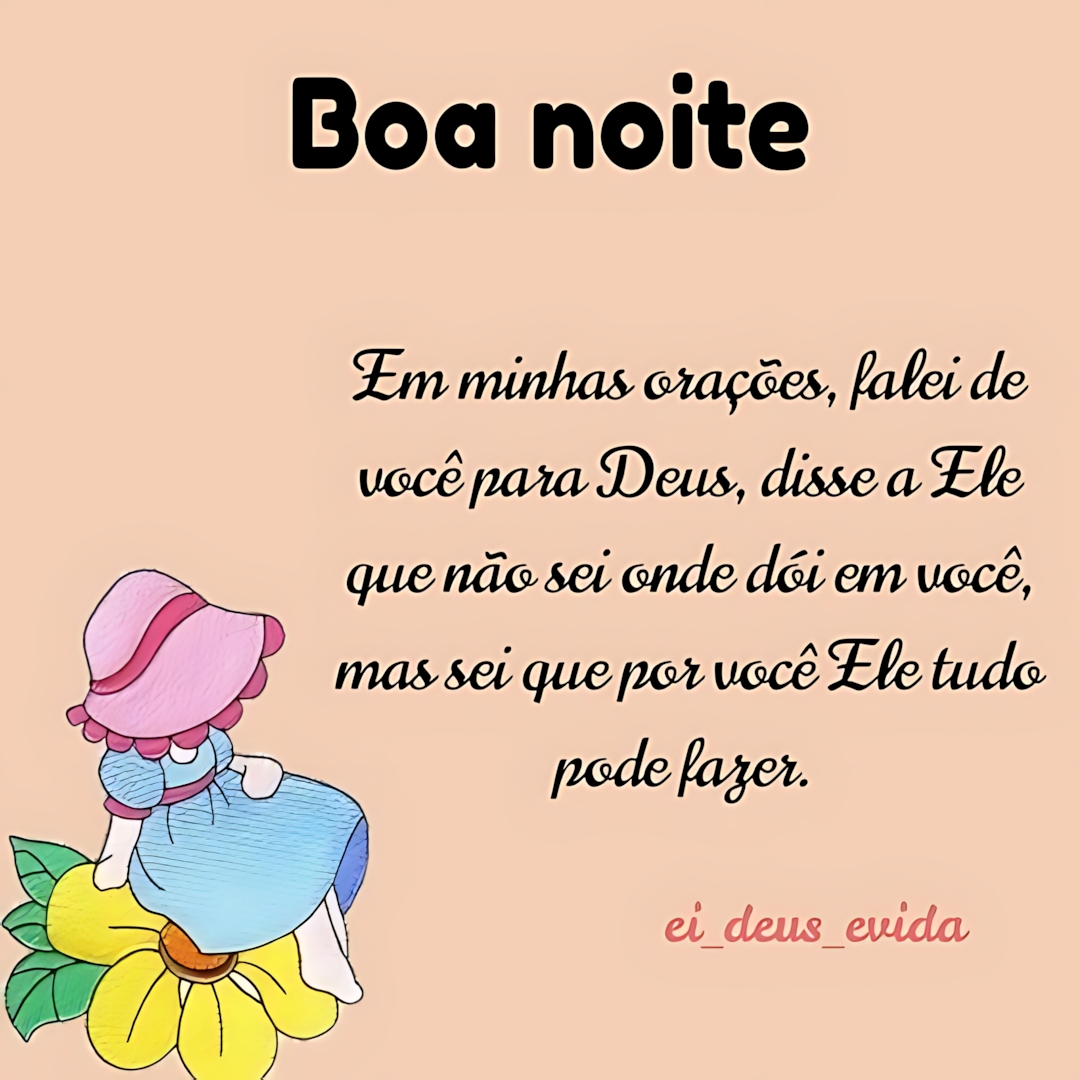 Boa noite
Em minhas orações, falei de
você para Deus, disse a Ele
que não sei onde dói em você,
mas sei que por você Ele tudo
pode fazer.
ei_deus_evida